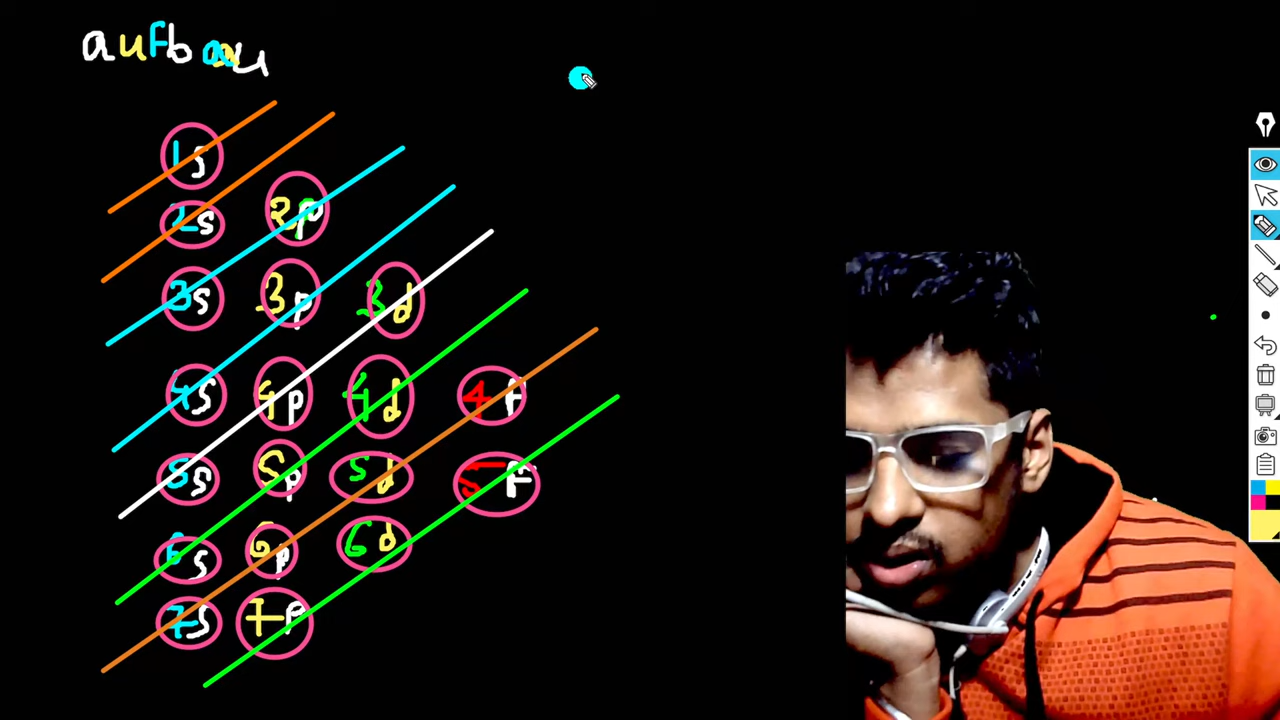 aufbau
1s
2s 2p
3s 3p 3d
4s 4p 4d 4f
5s 5p 5d 5f
6s 6p 6d
7s 7p